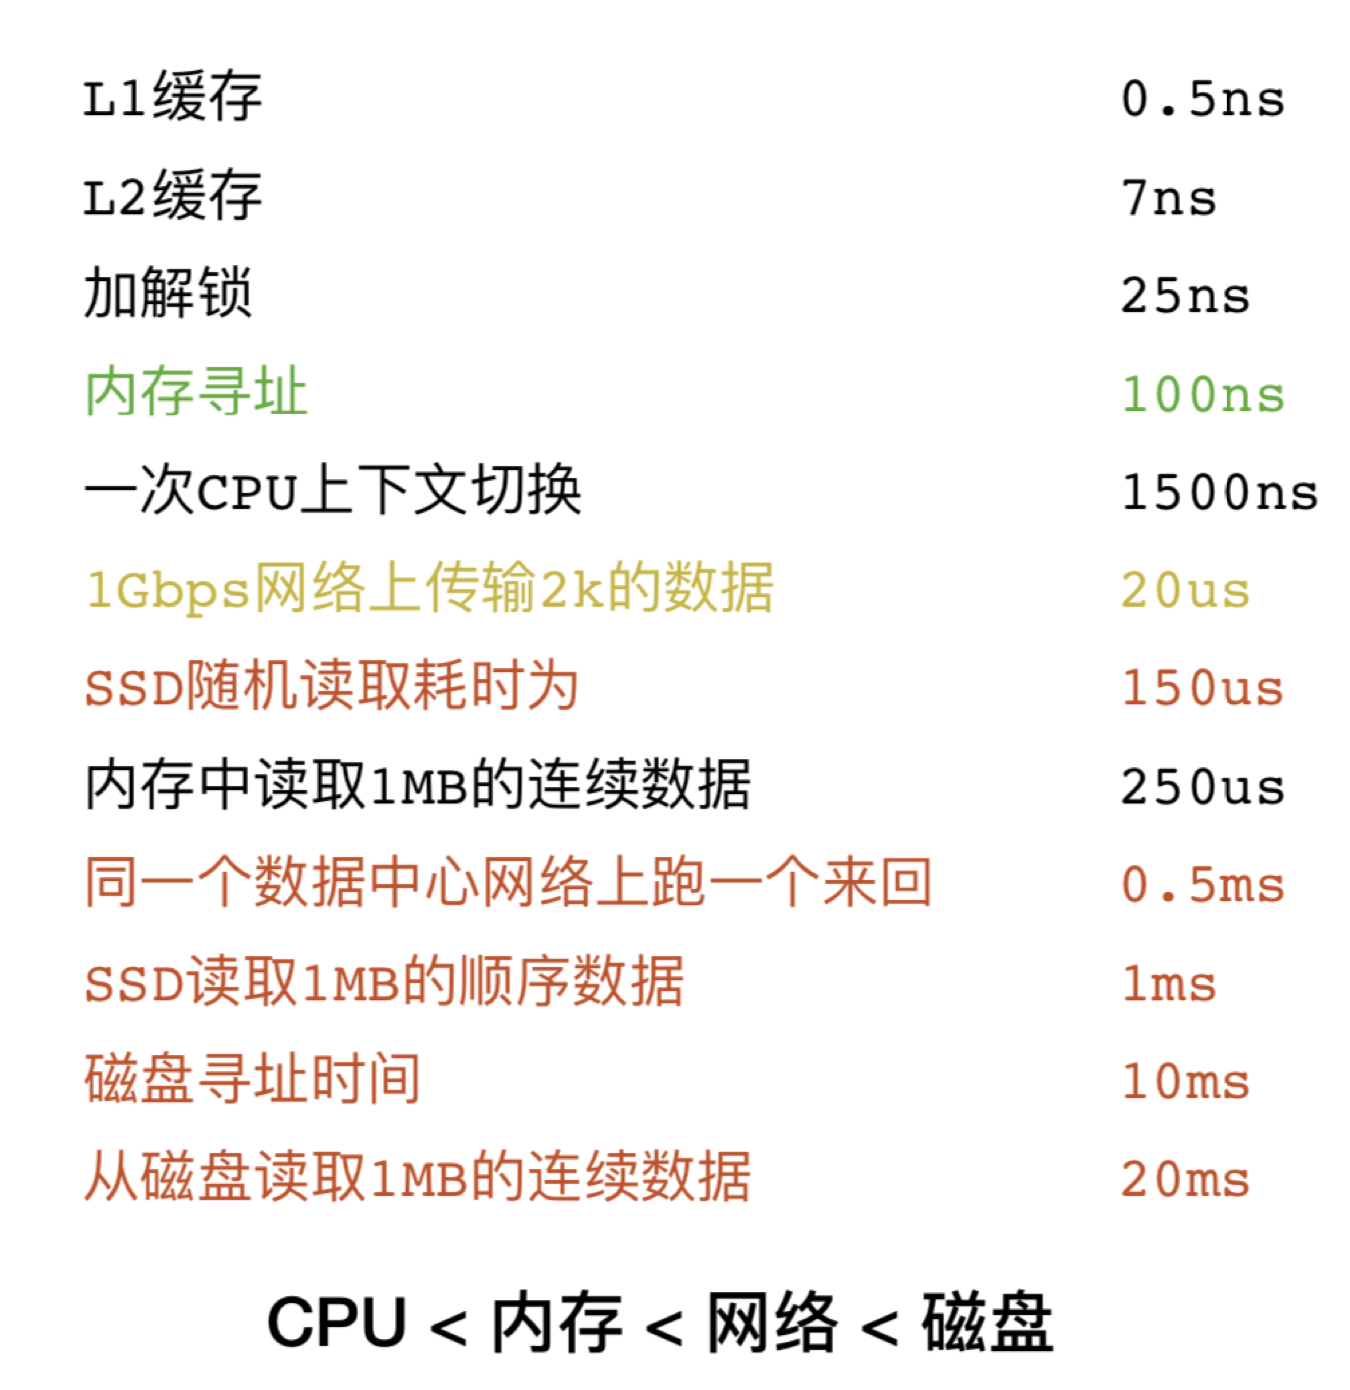 L1缓存 0.5ns
L2缓存 7ns
加解锁 25ns
内存寻址 100ns
一次CPU上下文切换 1500ns
1Gbps网络上传输2k的数据 20us
SSD随机读取耗时为 150us
内存中读取1MB的连续数据 250us
同一个数据中心网络上跑一个来回 0.5ms
SSD读取1MB的顺序数据 1ms
磁盘寻址时间 10ms
从磁盘读取1MB的连续数据 20ms
CPU < 内存 < 网络 < 磁盘